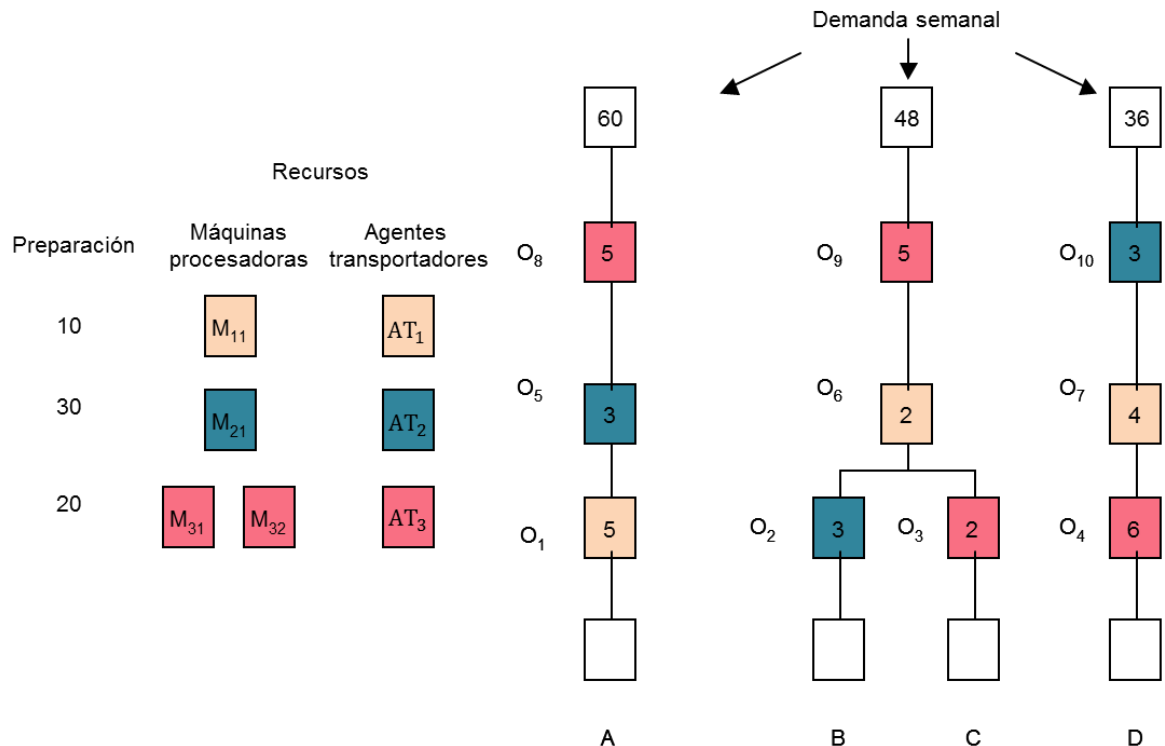 Demanda semanal
60 48 36
Recursos
Preparación
Máquinas
procesadoras
Agentes
transportadores
O8 5 O9 5 O10 3
10 M11 AT1
30 M21 AT2
O5 3 O6 2 O7 4
20 M31 M32 AT3
O1 5 O2 3 O3 2 O4 6
A B C D